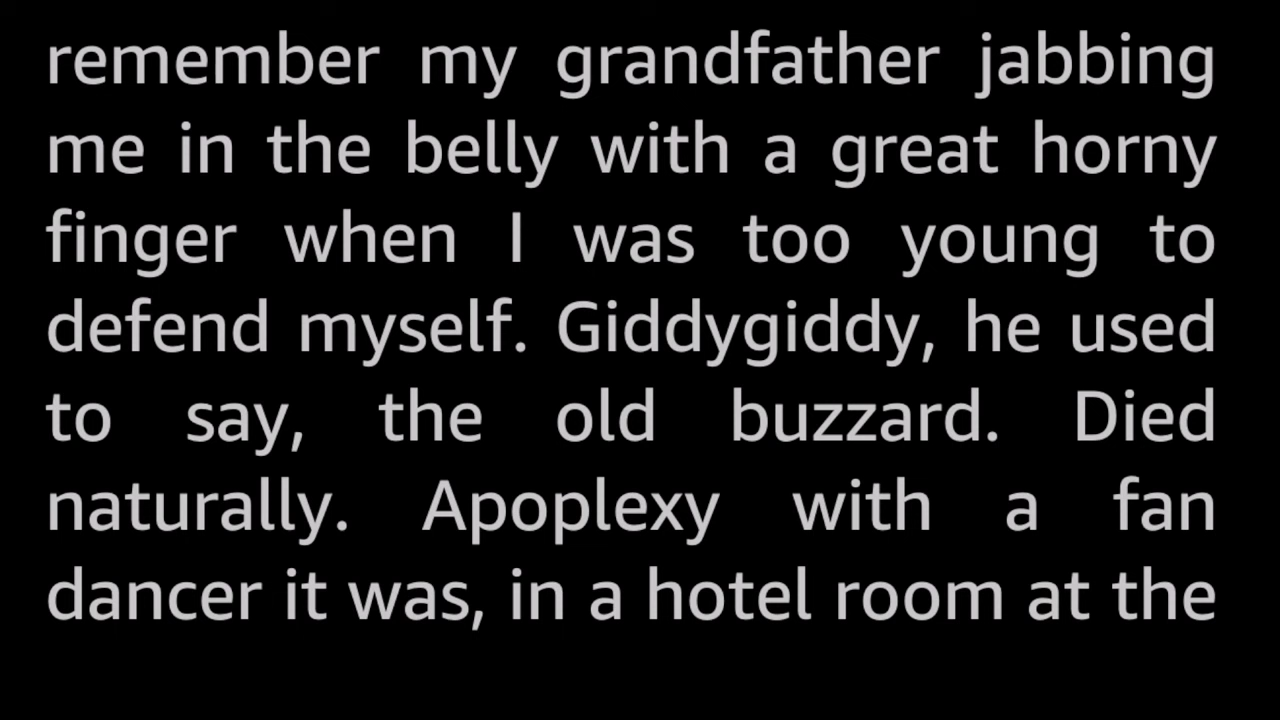 remember my grandfather jabbing
me in the belly with a great horny
finger when I was too young to
defend myself. Giddygiddy, he used
to say, the old buzzard. Died
naturally. Apoplexy with a fan
dancer it was, in a hotel room at the